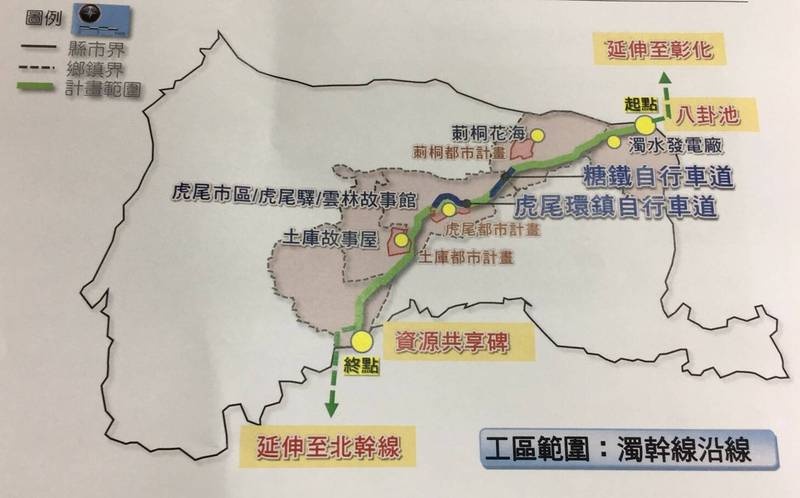 圖例
縣市界
鄉鎮界
計畫範圍
延伸至彰化
起點
八卦池
莿桐花海
莿桐都市計畫
濁水發電廠
糖鐵自行車道
虎尾市區/虎尾驛/雲林故事館
虎尾環鎮自行車道
虎尾都市計畫
土庫故事屋
土庫都市計畫
資源共享碑
終點
延伸至北幹線
工區範圍：濁幹線沿線